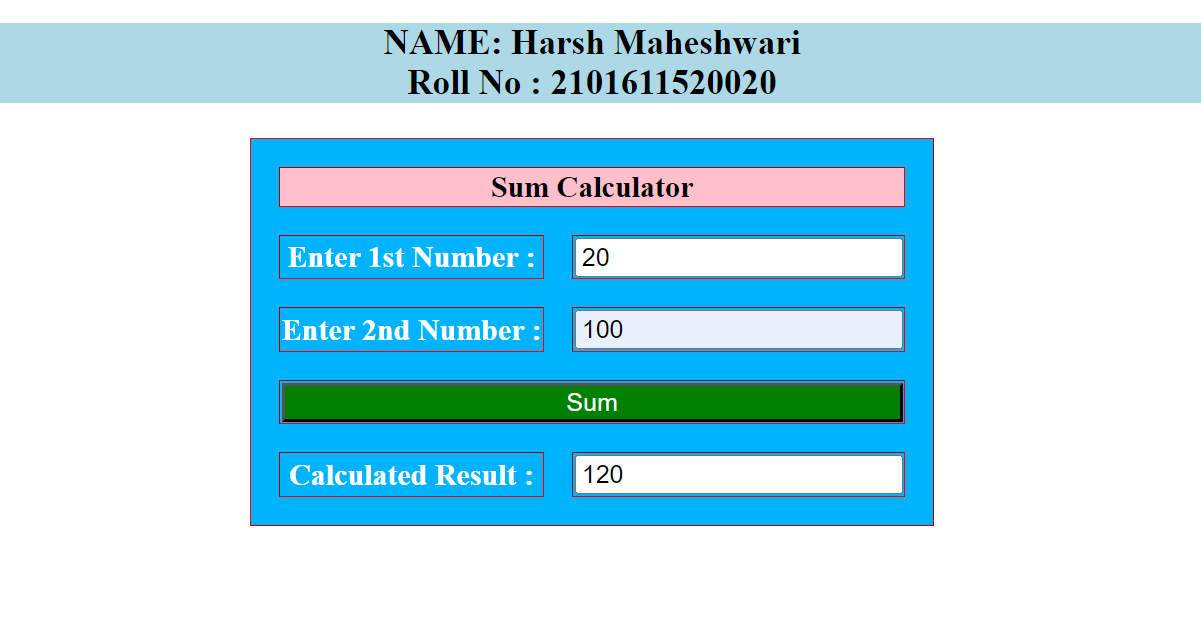 NAME: Harsh Maheshwari
Roll No : 2101611520020
Sum Calculator
Enter 1st Number : 20
Enter 2nd Number : 100
Sum
Calculated Result : 120